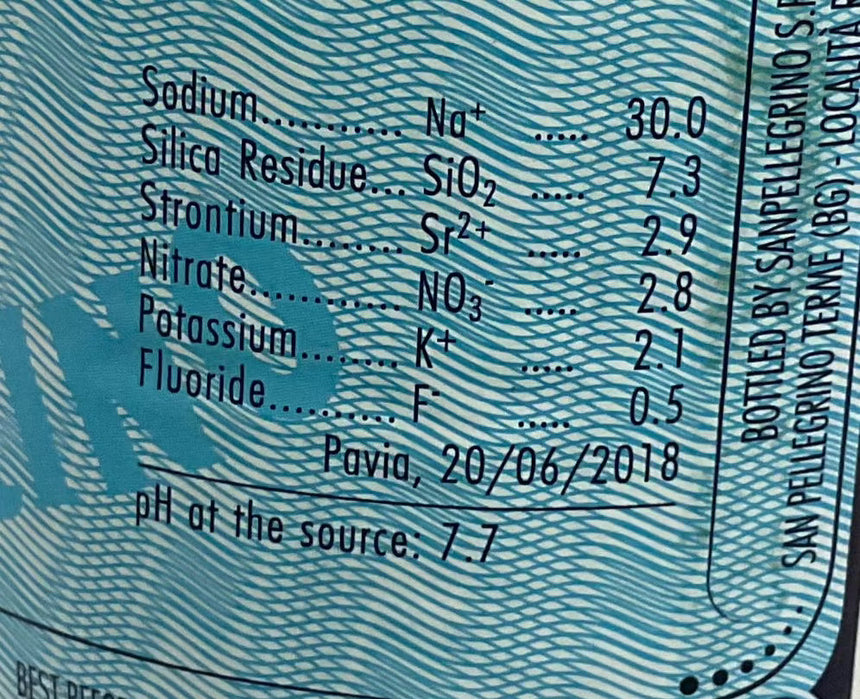 Sodium........... Na⁺ ..... 30.0
Silica Residue... SiO₂ ..... 7.3
Strontium........ Sr²⁺ ..... 2.9
Nitrate............ NO₃⁻ ..... 2.8
Potassium........ K⁺ ..... 2.1
Fluoride.......... F⁻ ..... 0.5
Pavia, 20/06/2018
pH at the source: 7.7
BOTTLED BY SANPELLEGRINO
SAN PELLEGRINO TERME (BG) - LOCALITÀ
BEST